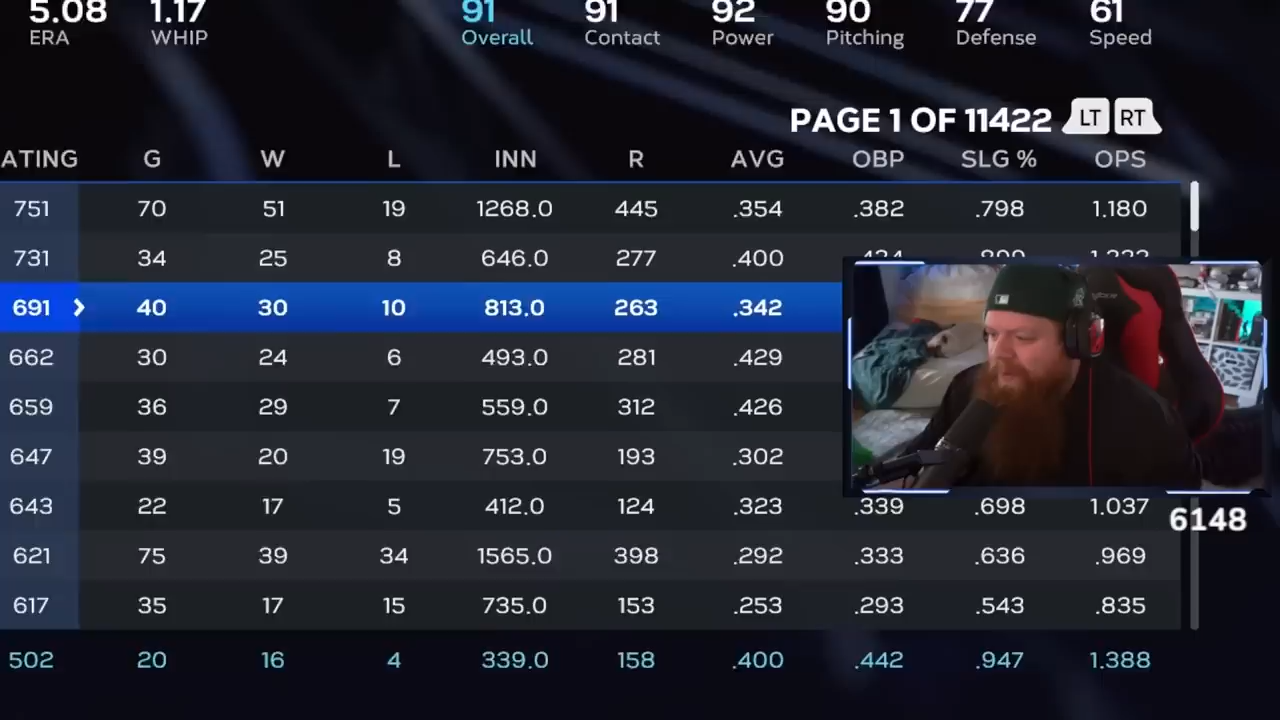 5.08 1.17 91 91 92 90 77 61
ERA WHIP Overall Contact Power Pitching Defense Speed
PAGE 1 OF 11422 LT RT
ATING G W L INN R AVG OBP SLG % OPS
751 70 51 19 1268.0 445 .354 .382 .798 1.180
731 34 25 8 646.0 277 .400
691 40 30 10 813.0 263 .342
662 30 24 6 493.0 281 .429
659 36 29 7 559.0 312 .426
647 39 20 19 753.0 193 .302
643 22 17 5 412.0 124 .323 .339 .698 1.037
6148
621 75 39 34 1565.0 398 .292 .333 .636 .969
617 35 17 15 735.0 153 .253 .293 .543 .835
502 20 16 4 339.0 158 .400 .442 .947 1.388